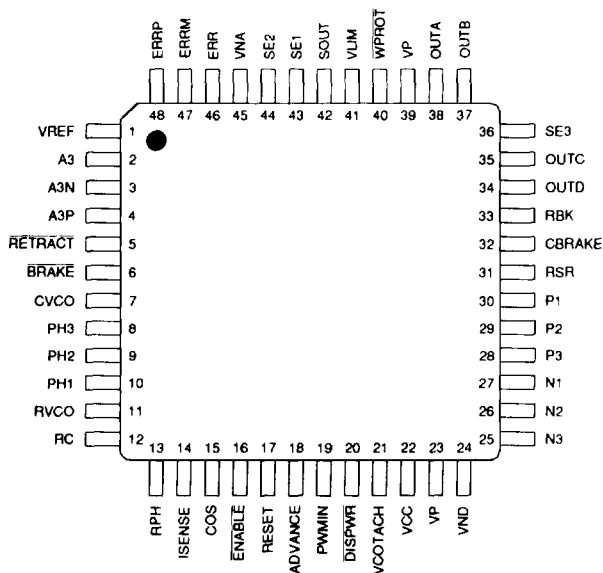 ERRP
ERRM
ERR
VNA
SE2
SE1
SOUT
VLIM
WPROT
VP
OUTA
OUTB
48 47 46 45 44 43 42 41 40 39 38 37
VREF 1
A3 2
A3N 3
A3P 4
RETRACT 5
BRAKE 6
CVCO 7
PH3 8
PH2 9
PH1 10
RVCO 11
RC 12
36 SE3
35 OUTC
34 OUTD
33 RBK
32 CBRAKE
31 RSR
30 P1
29 P2
28 P3
27 N1
26 N2
25 N3
13 14 15 16 17 18 19 20 21 22 23 24
RPH
ISENSE
COS
ENABLE
RESET
ADVANCE
PWMIN
DISPWR
VCOTACH
VCC
VP
VND